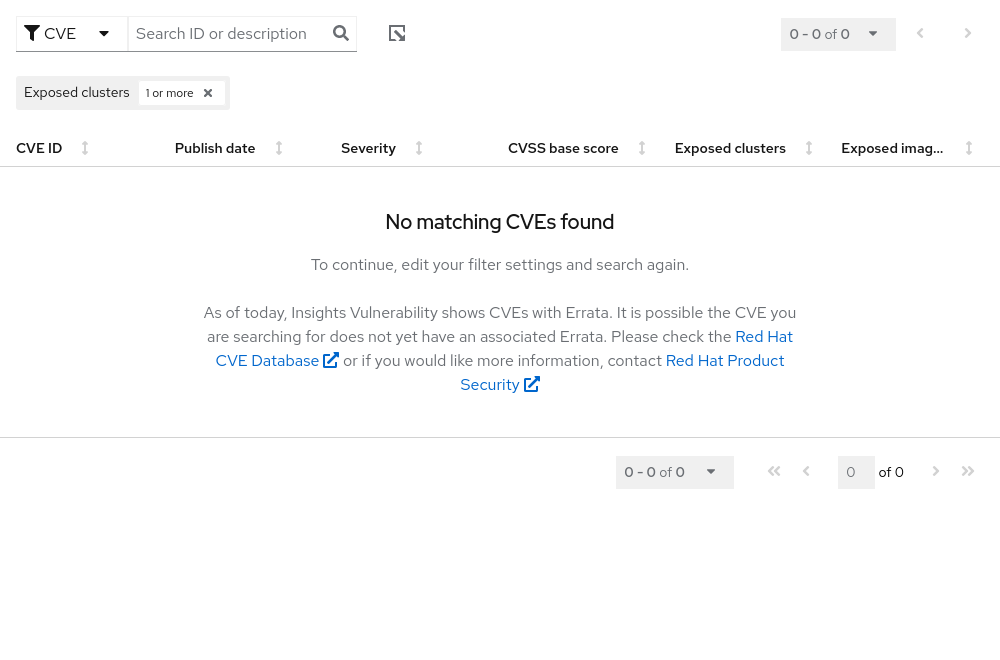 CVE Search ID or description 0 - 0 of 0
Exposed clusters 1 or more
CVE ID Publish date Severity CVSS base score Exposed clusters Exposed imag...
No matching CVEs found
To continue, edit your filter settings and search again.
As of today, Insights Vulnerability shows CVEs with Errata. It is possible the CVE you
are searching for does not yet have an associated Errata. Please check the Red Hat
CVE Database or if you would like more information, contact Red Hat Product
Security
0 - 0 of 0 0 of 0